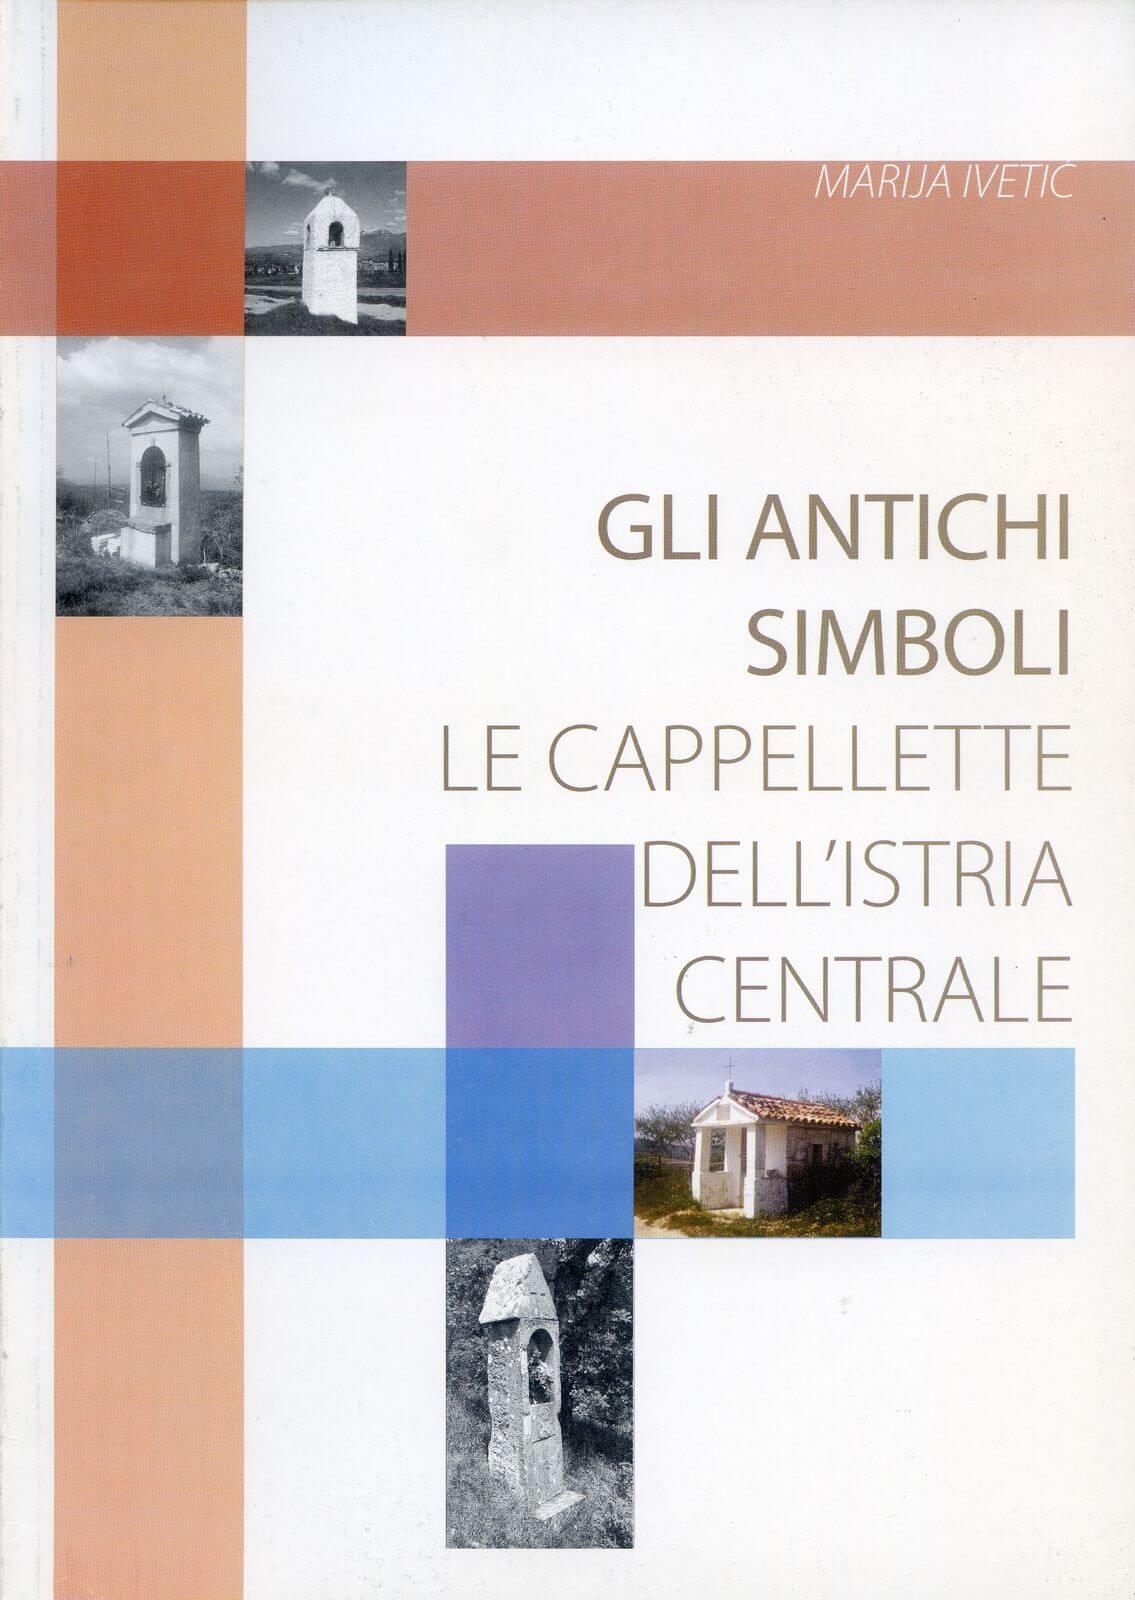 MARIJA IVETIĆ
GLI ANTICHI
SIMBOLI
LE CAPPELLETTE
DELL'ISTRIA
CENTRALE